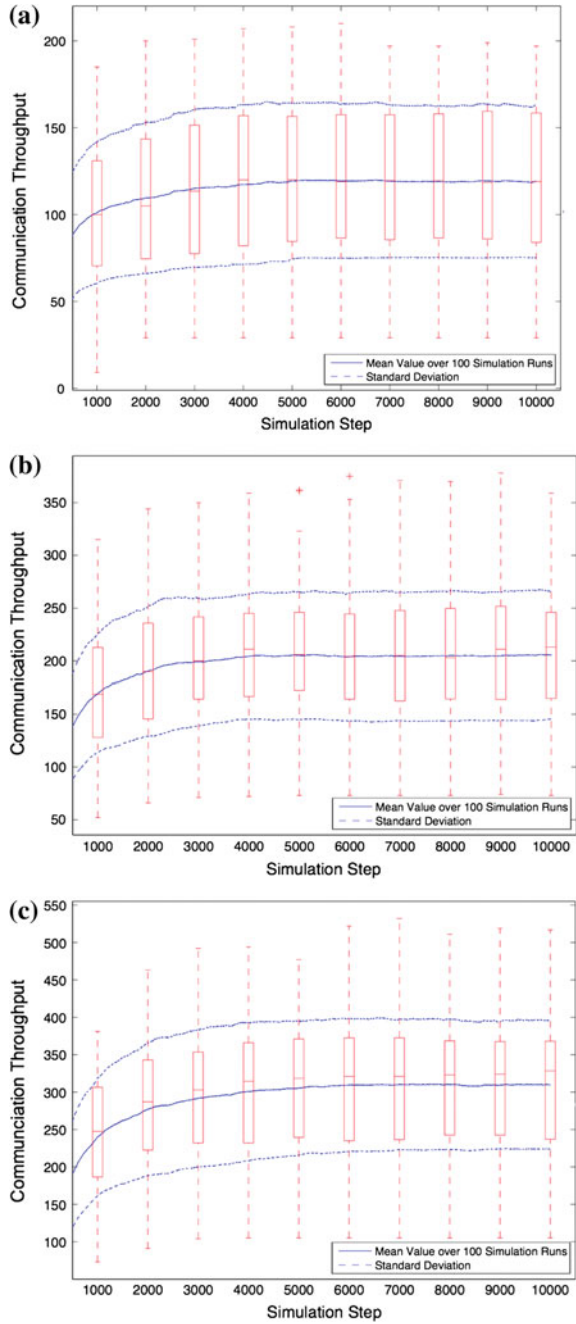 (a)
200
150
100
50
0
Communication Throughput
1000 2000 3000 4000 5000 6000 7000 8000 9000 10000
Simulation Step
Mean Value over 100 Simulation Runs
Standard Deviation
(b)
350
300
250
200
150
100
50
Communication Throughput
1000 2000 3000 4000 5000 6000 7000 8000 9000 10000
Simulation Step
Mean Value over 100 Simulation Runs
Standard Deviation
(c)
550
500
450
400
350
300
250
200
150
100
Communciation Throughput
1000 2000 3000 4000 5000 6000 7000 8000 9000 10000
Simulation Step
Mean Value over 100 Simulation Runs
Standard Deviation